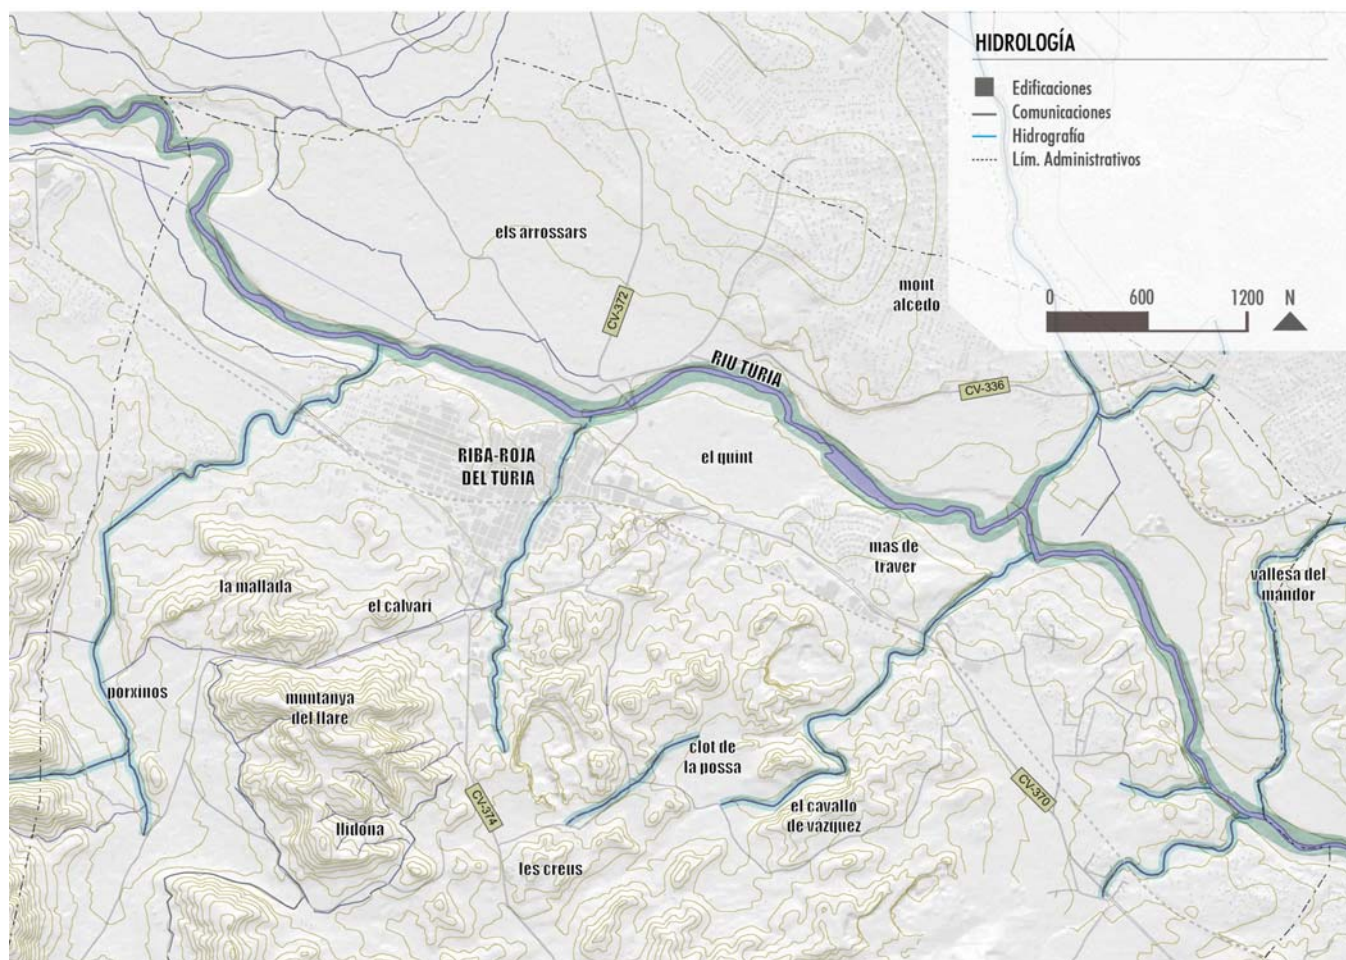 HIDROLOGÍA
Edificaciones
Comunicaciones
Hidrografía
Lím. Administrativos
0 600 1200 N
els arrossars
mont
alcedo
CV-372
RIU TÚRIA
CV-336
RIBA-ROJA
DEL TÚRIA
el quint
mas de
traver
vallesa del
mandor
la mallada
el calvari
porxinos
muntanya
del llare
clot de
la possa
CV-374
CV-370
el cavallo
de vazquez
llidona
les creus